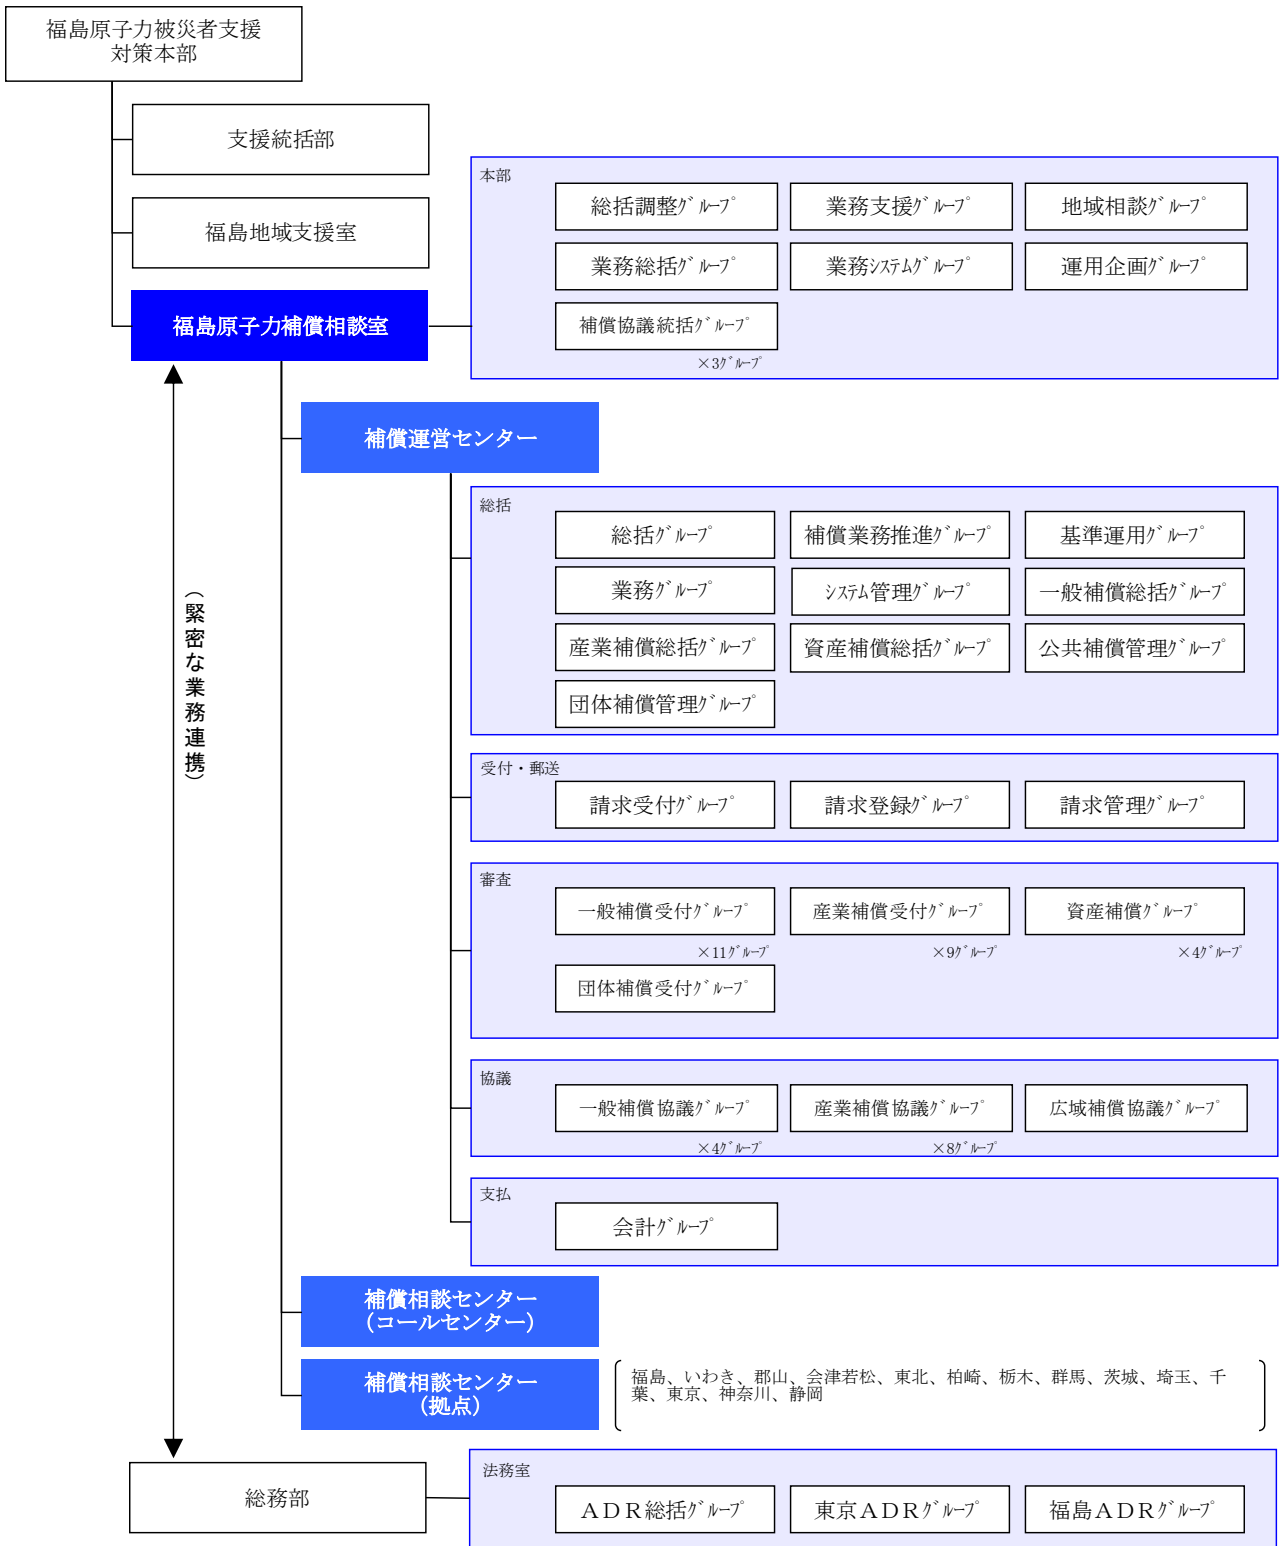 福島原子力被災者支援
対策本部
支援統括部
福島地域支援室
福島原子力補償相談室
本部
総括調整ｸﾞﾙｰﾌﾟ
業務支援ｸﾞﾙｰﾌﾟ
地域相談ｸﾞﾙｰﾌﾟ
業務総括ｸﾞﾙｰﾌﾟ
業務ｼｽﾃﾑｸﾞﾙｰﾌﾟ
運用企画ｸﾞﾙｰﾌﾟ
補償協議統括ｸﾞﾙｰﾌﾟ
×3ｸﾞﾙｰﾌﾟ
補償運営センター
総括
総括ｸﾞﾙｰﾌﾟ
補償業務推進ｸﾞﾙｰﾌﾟ
基準運用ｸﾞﾙｰﾌﾟ
業務ｸﾞﾙｰﾌﾟ
ｼｽﾃﾑ管理ｸﾞﾙｰﾌﾟ
一般補償総括ｸﾞﾙｰﾌﾟ
産業補償総括ｸﾞﾙｰﾌﾟ
資産補償総括ｸﾞﾙｰﾌﾟ
公共補償管理ｸﾞﾙｰﾌﾟ
団体補償管理ｸﾞﾙｰﾌﾟ
（緊密な業務連携）
受付・郵送
請求受付ｸﾞﾙｰﾌﾟ
請求登録ｸﾞﾙｰﾌﾟ
請求管理ｸﾞﾙｰﾌﾟ
審査
一般補償受付ｸﾞﾙｰﾌﾟ
産業補償受付ｸﾞﾙｰﾌﾟ
資産補償ｸﾞﾙｰﾌﾟ
×11ｸﾞﾙｰﾌﾟ
×9ｸﾞﾙｰﾌﾟ
×4ｸﾞﾙｰﾌﾟ
団体補償受付ｸﾞﾙｰﾌﾟ
協議
一般補償協議ｸﾞﾙｰﾌﾟ
産業補償協議ｸﾞﾙｰﾌﾟ
広域補償協議ｸﾞﾙｰﾌﾟ
×4ｸﾞﾙｰﾌﾟ
×8ｸﾞﾙｰﾌﾟ
支払
会計ｸﾞﾙｰﾌﾟ
補償相談センター
（コールセンター）
補償相談センター
（拠点）
福島、いわき、郡山、会津若松、東北、柏崎、栃木、群馬、茨城、埼玉、千
葉、東京、神奈川、静岡
総務部
法務室
ＡＤＲ総括ｸﾞﾙｰﾌﾟ
東京ＡＤＲｸﾞﾙｰﾌﾟ
福島ＡＤＲｸﾞﾙｰﾌﾟ